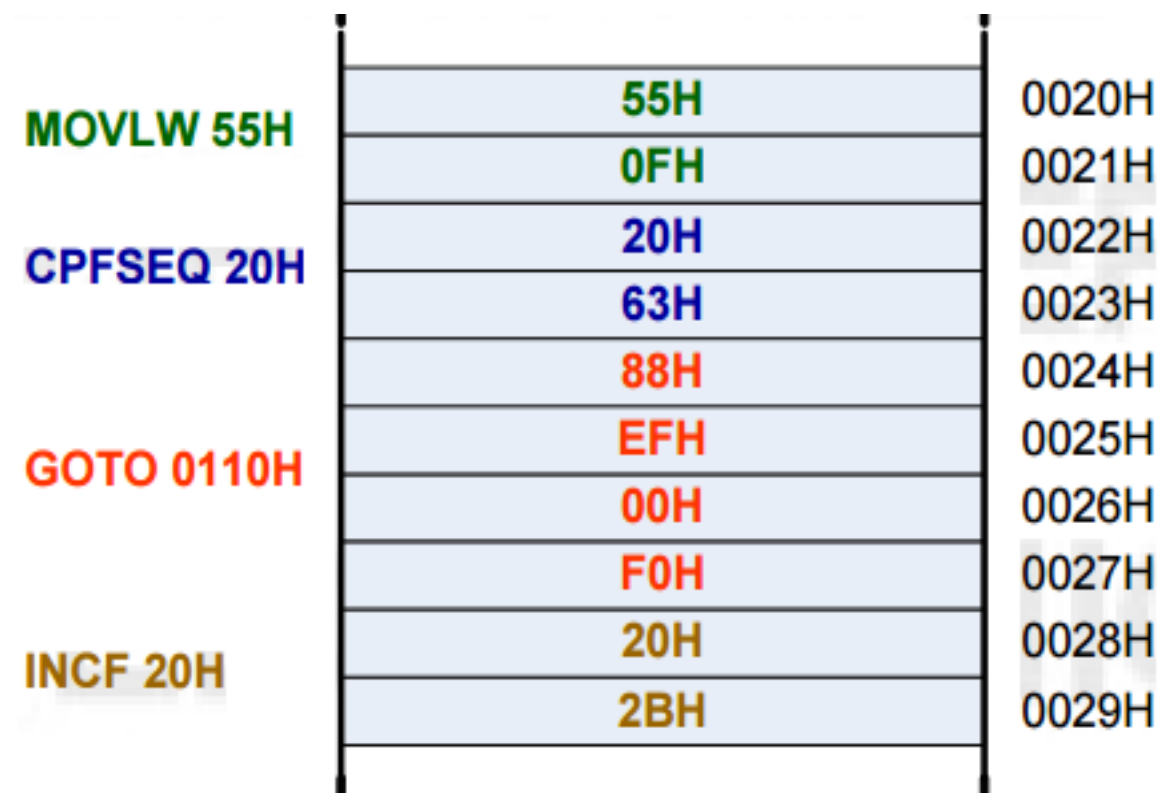 55H 0020H
MOVLW 55H
0FH 0021H
20H 0022H
CPFSEQ 20H
63H 0023H
88H 0024H
EFH 0025H
GOTO 0110H
00H 0026H
F0H 0027H
20H 0028H
INCF 20H
2BH 0029H